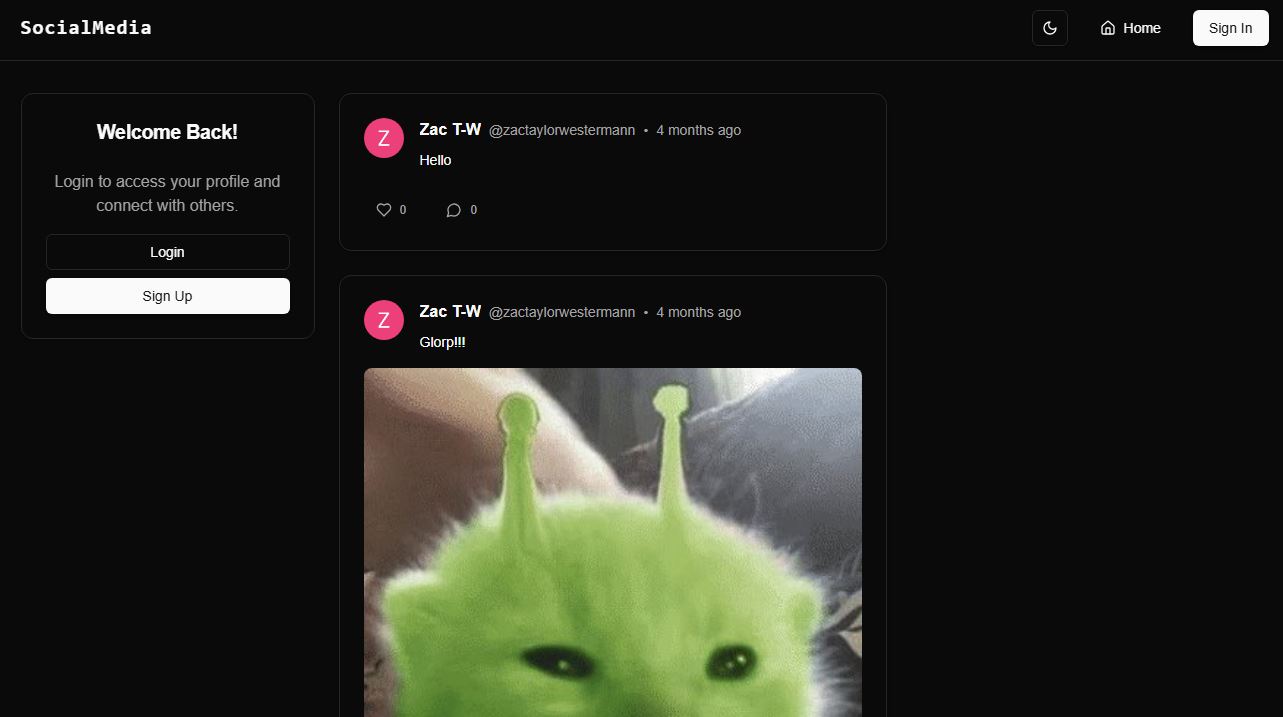 SocialMedia
Home
Sign In
Welcome Back!
Login to access your profile and
connect with others.
Login
Sign Up
Z
Zac T-W @zactaylorwestermann • 4 months ago
Hello
0 0
Z
Zac T-W @zactaylorwestermann • 4 months ago
Glorp!!!